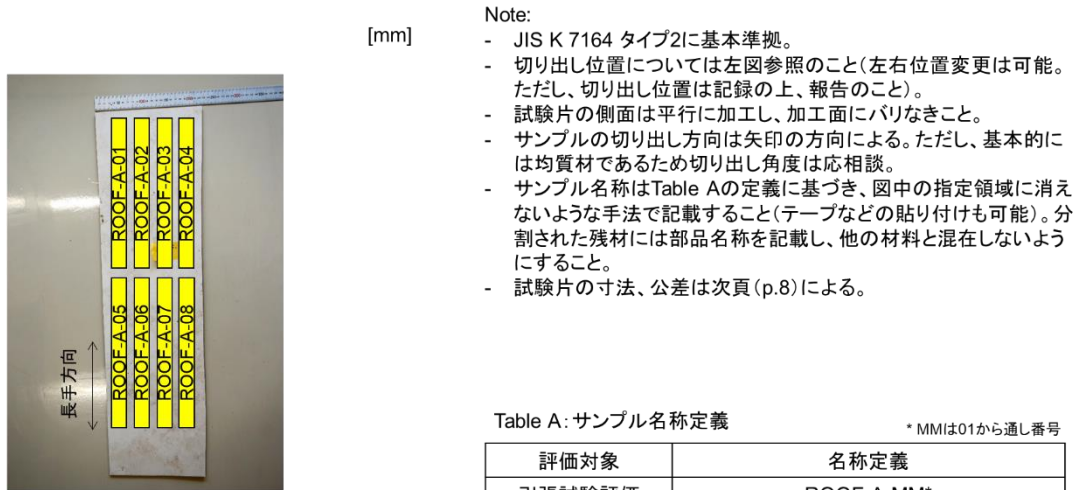 [mm]
Note:
- JIS K 7164 タイプ2に基本準拠。
- 切り出し位置については左図参照のこと(左右位置変更は可能。
ただし、切り出し位置は記録の上、報告のこと)。
- 試験片の側面は平行に加工し、加工面にバリなきこと。
- サンプルの切り出し方向は矢印の方向による。ただし、基本的に
は均質材であるため切り出し角度は応相談。
- サンプル名称はTable Aの定義に基づき、図中の指定領域に消え
ないような手法で記載すること(テープなどの貼り付けも可能)。分
割された残材には部品名称を記載し、他の材料と混在しないよう
にすること。
- 試験片の寸法、公差は次頁(p.8)による。
ROOF-A-01
ROOF-A-02
ROOF-A-03
ROOF-A-04
ROOF-A-05
ROOF-A-06
ROOF-A-07
ROOF-A-08
長手方向
Table A:サンプル名称定義
* MMは01から通し番号
評価対象
名称定義
引張試験評価
ROOF-A-MM*